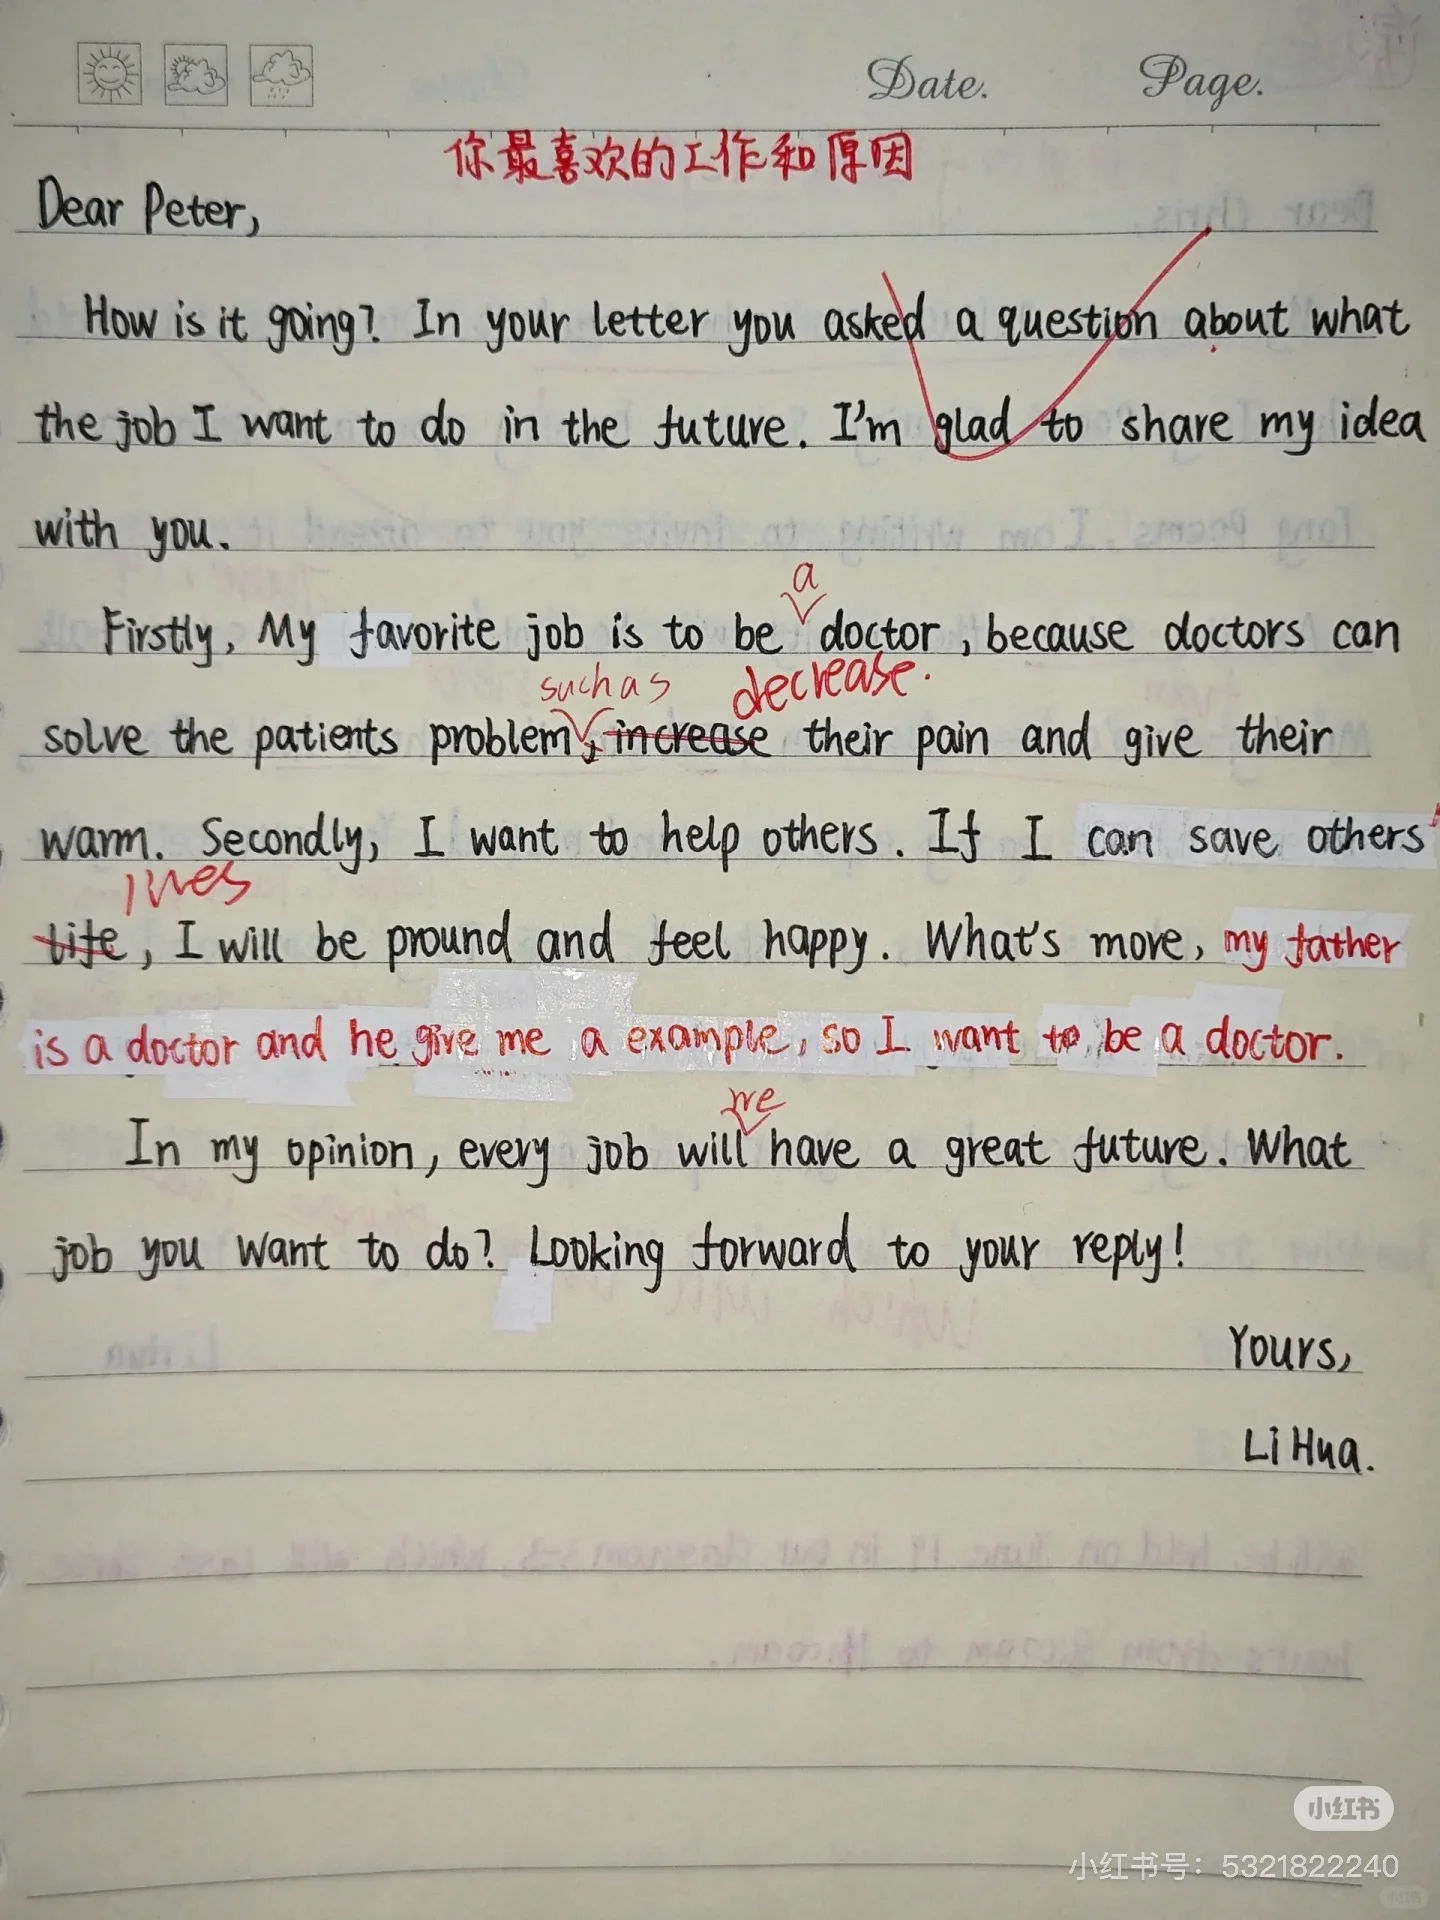 Date. Page.
你最喜欢的工作和原因
Dear Peter,
How is it going? In your letter you asked a question about what
the job I want to do in the future. I'm glad to share my idea
with you.
a
Firstly, My favorite job is to be doctor, because doctors can
such as decrease.
solve the patients problem, increase their pain and give their
warm. Secondly, I want to help others. If I can save others'
lives
life, I will be pround and feel happy. What's more, my father
is a doctor and he give me a example, so I want to be a doctor.
we
In my opinion, every job will have a great future. What
job you want to do? Looking forward to your reply!
Yours,
Li Hua.
小红书
小红书号：5321822240
小红书